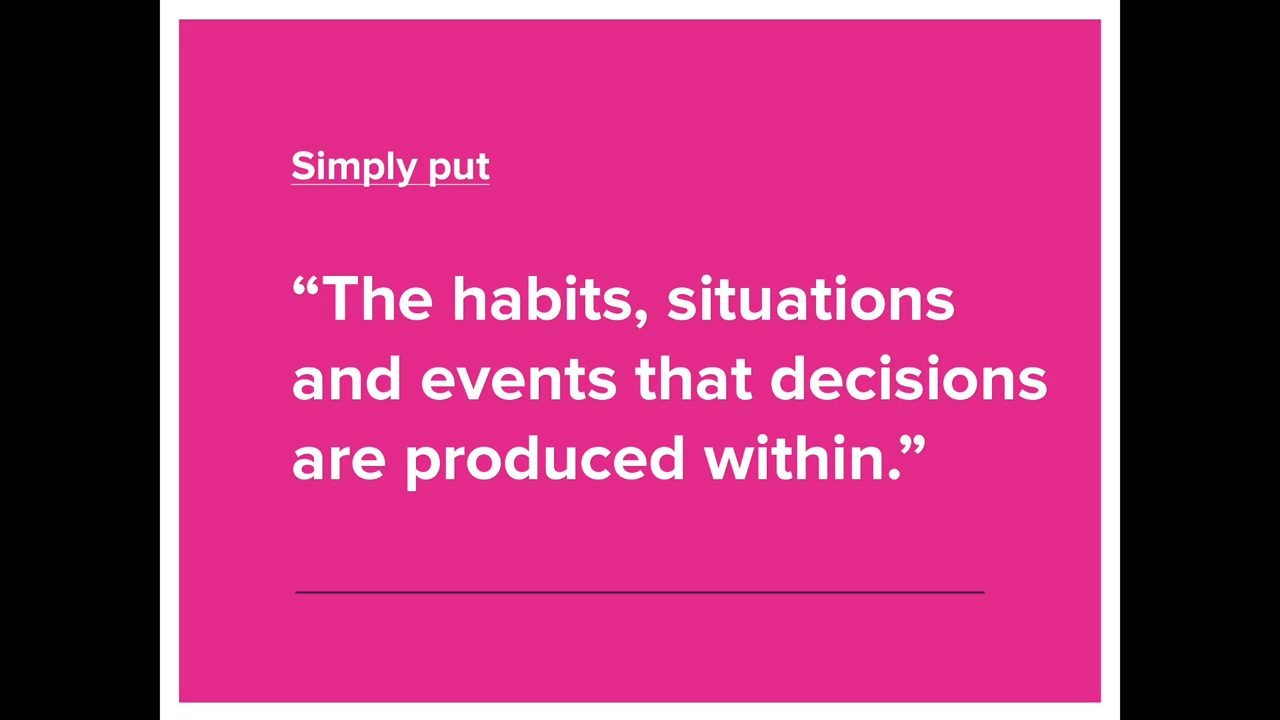 Simply put
“The habits, situations
and events that decisions
are produced within.”